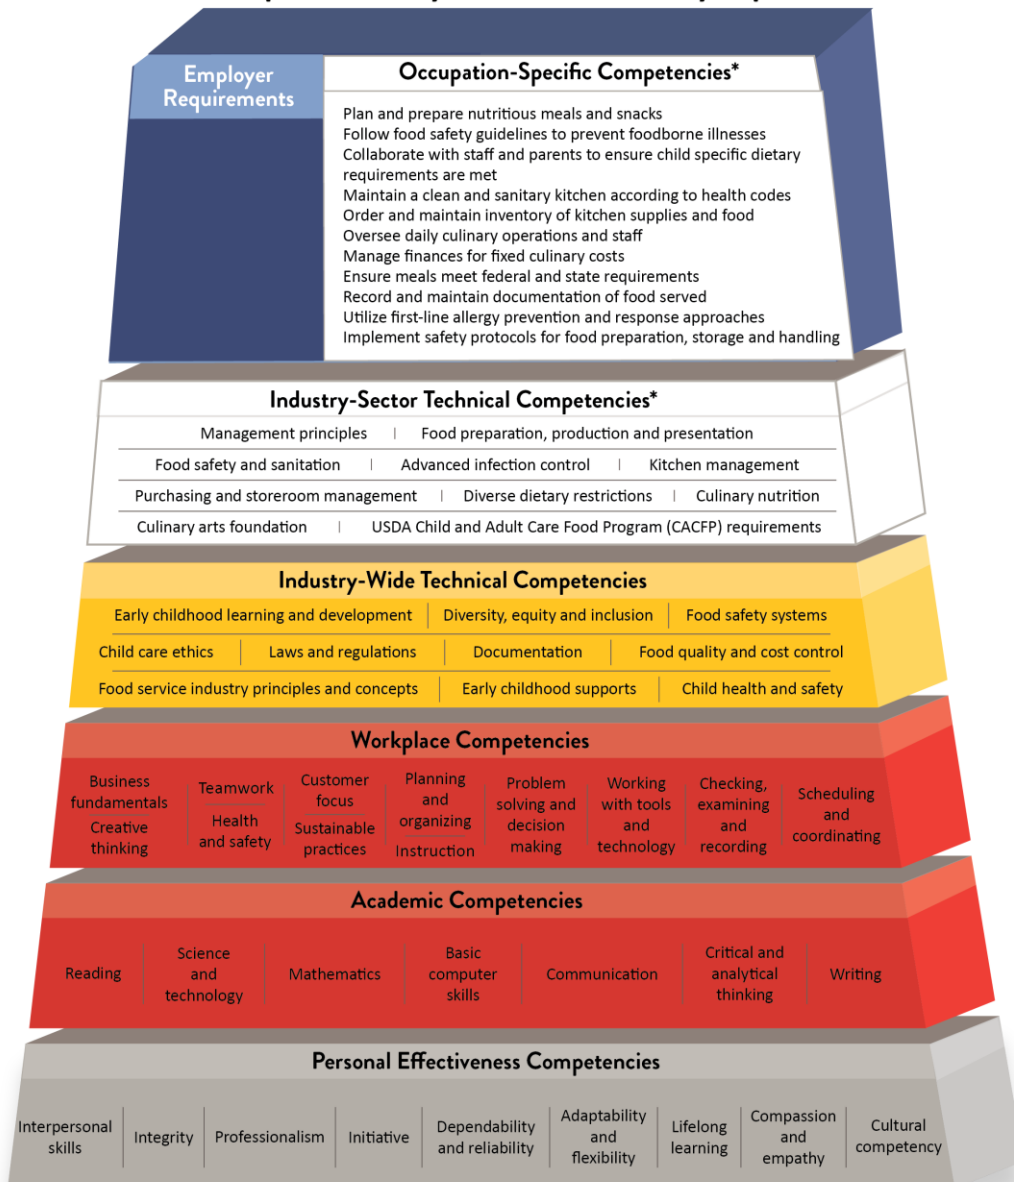 Employer
Requirements
Occupation-Specific Competencies*
Plan and prepare nutritious meals and snacks
Follow food safety guidelines to prevent foodborne illnesses
Collaborate with staff and parents to ensure child specific dietary
requirements are met
Maintain a clean and sanitary kitchen according to health codes
Order and maintain inventory of kitchen supplies and food
Oversee daily culinary operations and staff
Manage finances for fixed culinary costs
Ensure meals meet federal and state requirements
Record and maintain documentation of food served
Utilize first-line allergy prevention and response approaches
Implement safety protocols for food preparation, storage and handling
Industry-Sector Technical Competencies*
Management principles | Food preparation, production and presentation
Food safety and sanitation | Advanced infection control | Kitchen management
Purchasing and storeroom management | Diverse dietary restrictions | Culinary nutrition
Culinary arts foundation | USDA Child and Adult Care Food Program (CACFP) requirements
Industry-Wide Technical Competencies
Early childhood learning and development | Diversity, equity and inclusion | Food safety systems
Child care ethics | Laws and regulations | Documentation | Food quality and cost control
Food service industry principles and concepts | Early childhood supports | Child health and safety
Workplace Competencies
Business
fundamentals
Creative
thinking
Teamwork
Health
and safety
Customer
focus
Sustainable
practices
Planning
and
organizing
Instruction
Problem
solving and
decision
making
Working
with tools
and
technology
Checking,
examining
and
recording
Scheduling
and
coordinating
Academic Competencies
Reading
Science
and
technology
Mathematics
Basic
computer
skills
Communication
Critical and
analytical
thinking
Writing
Personal Effectiveness Competencies
Interpersonal
skills
Integrity
Professionalism
Initiative
Dependability
and reliability
Adaptability
and
flexibility
Lifelong
learning
Compassion
and
empathy
Cultural
competency